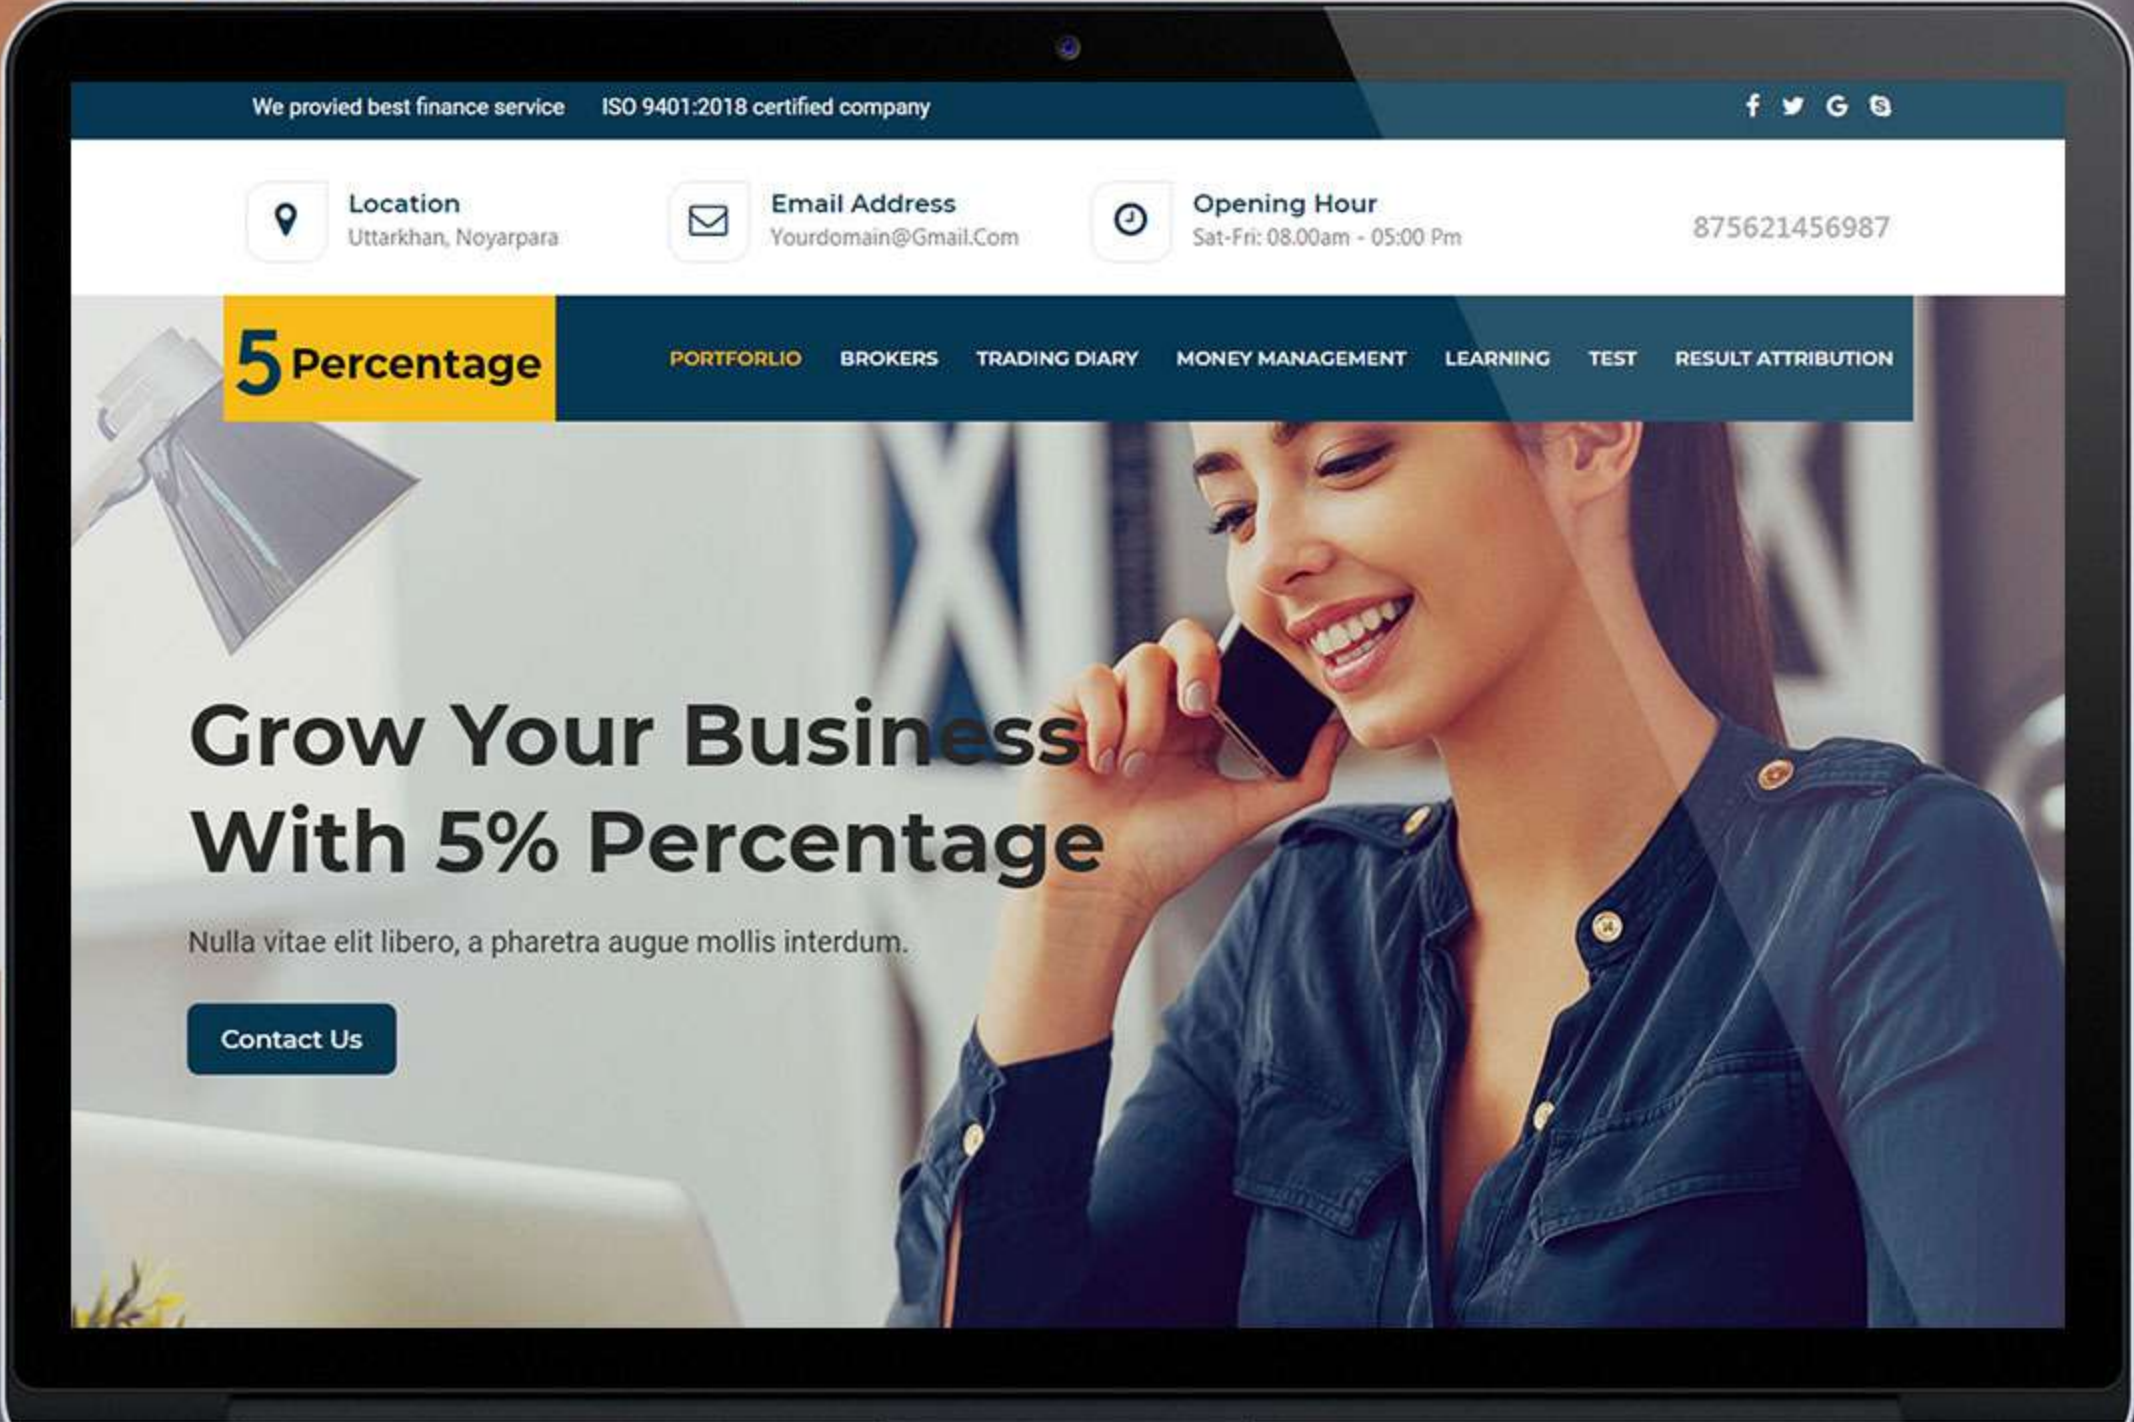 We provied best finance service ISO 9401:2018 certified company
Location
Uttarkhan, Noyarpara
Email Address
Yourdomain@Gmail.Com
Opening Hour
Sat-Fri: 08.00am - 05:00 Pm
875621456987
5 Percentage
PORTFORLIO BROKERS TRADING DIARY MONEY MANAGEMENT LEARNING TEST RESULT ATTRIBUTION
Grow Your Business
With 5% Percentage
Nulla vitae elit libero, a pharetra augue mollis interdum.
Contact Us